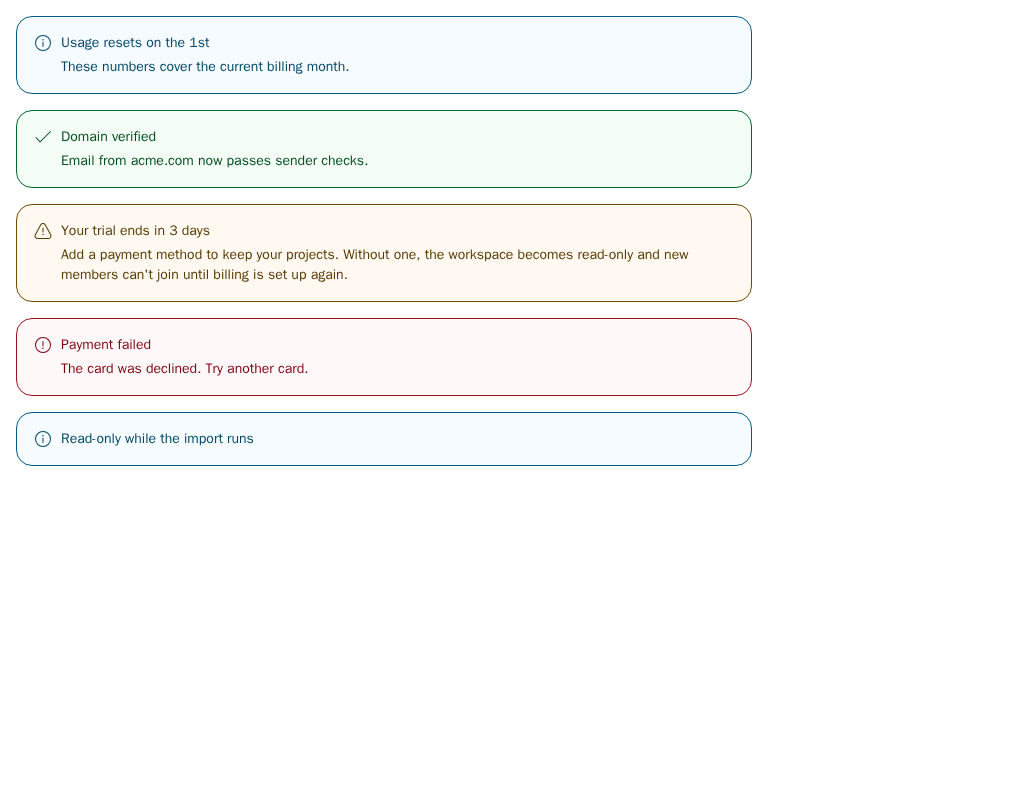 Usage resets on the 1st
These numbers cover the current billing month.
Domain verified
Email from acme.com now passes sender checks.
Your trial ends in 3 days
Add a payment method to keep your projects. Without one, the workspace becomes read-only and new
members can't join until billing is set up again.
Payment failed
The card was declined. Try another card.
Read-only while the import runs